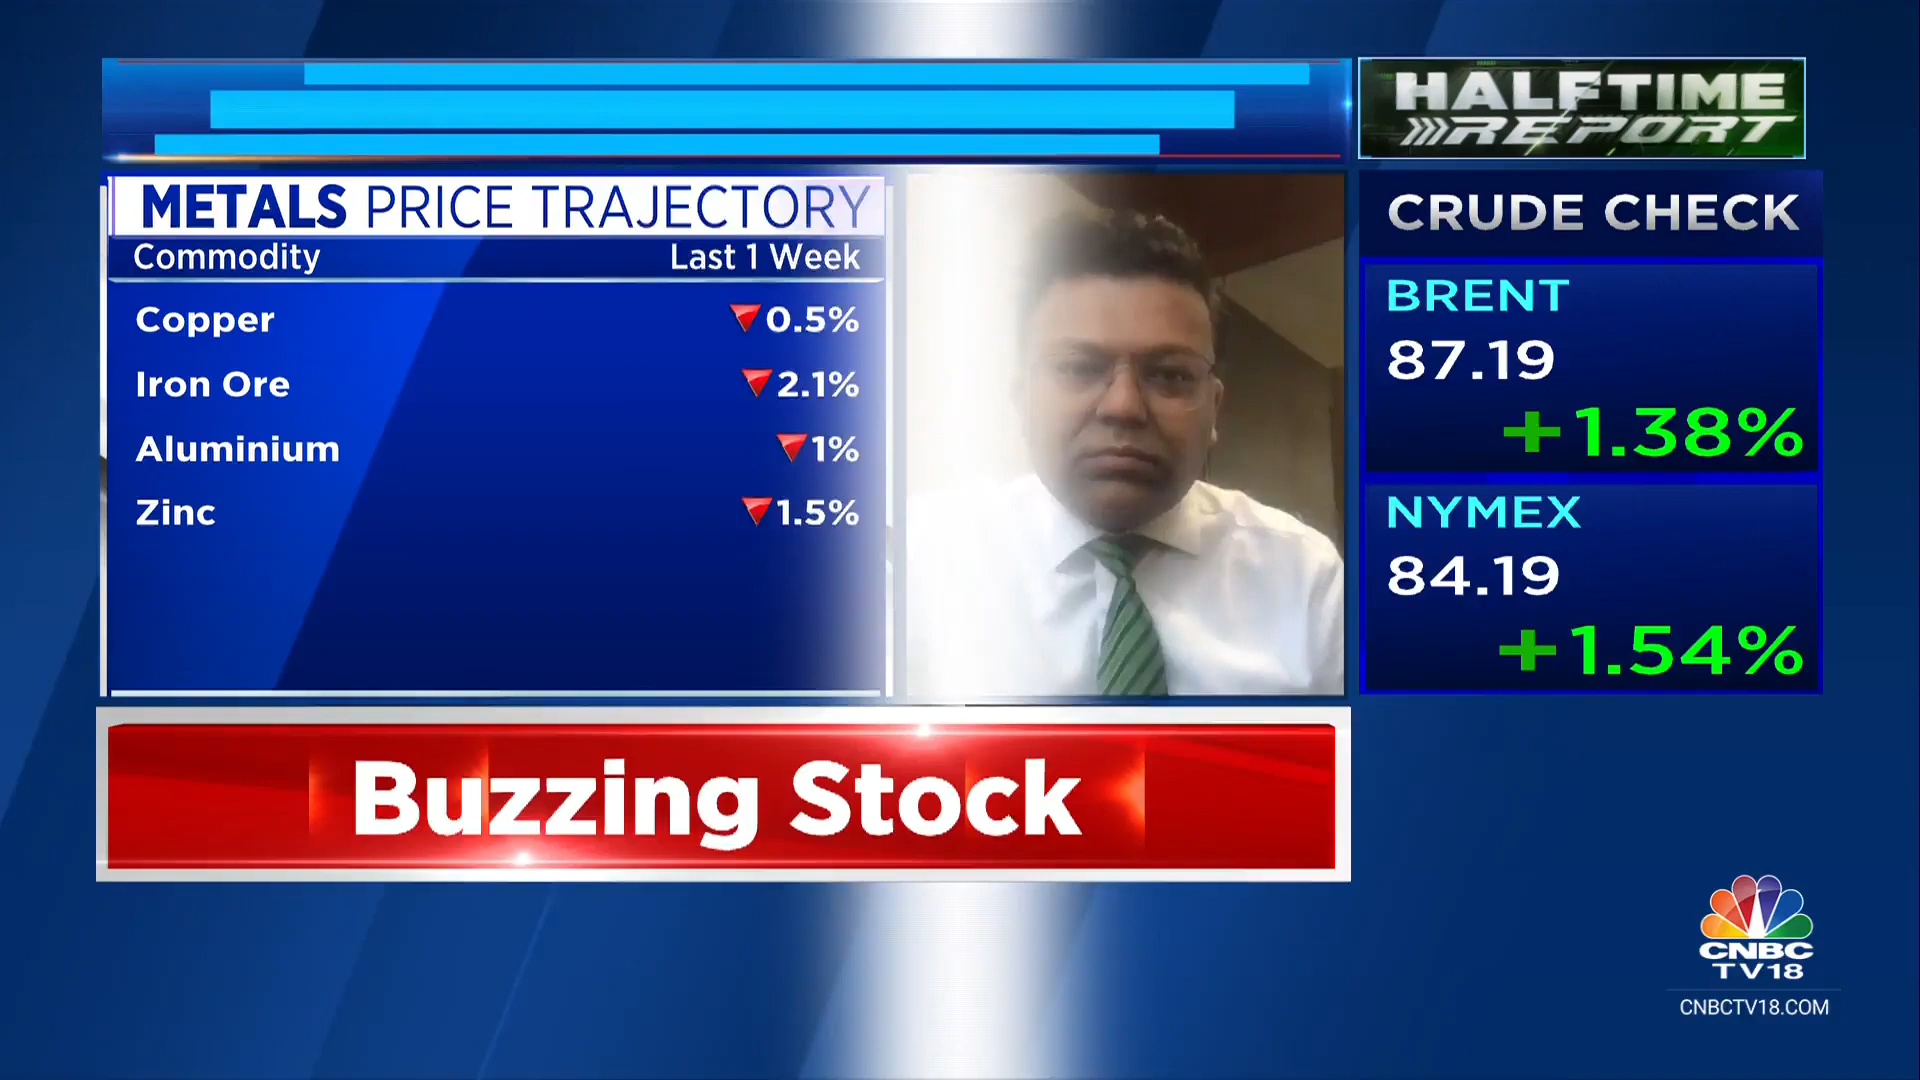 HALFTIME
REPORT
METALS PRICE TRAJECTORY
Commodity Last 1 Week
Copper ▼0.5%
Iron Ore ▼2.1%
Aluminium ▼1%
Zinc ▼1.5%
CRUDE CHECK
BRENT
87.19
+1.38%
NYMEX
84.19
+1.54%
Buzzing Stock
CNBC
TV18
CNBCTV18.COM